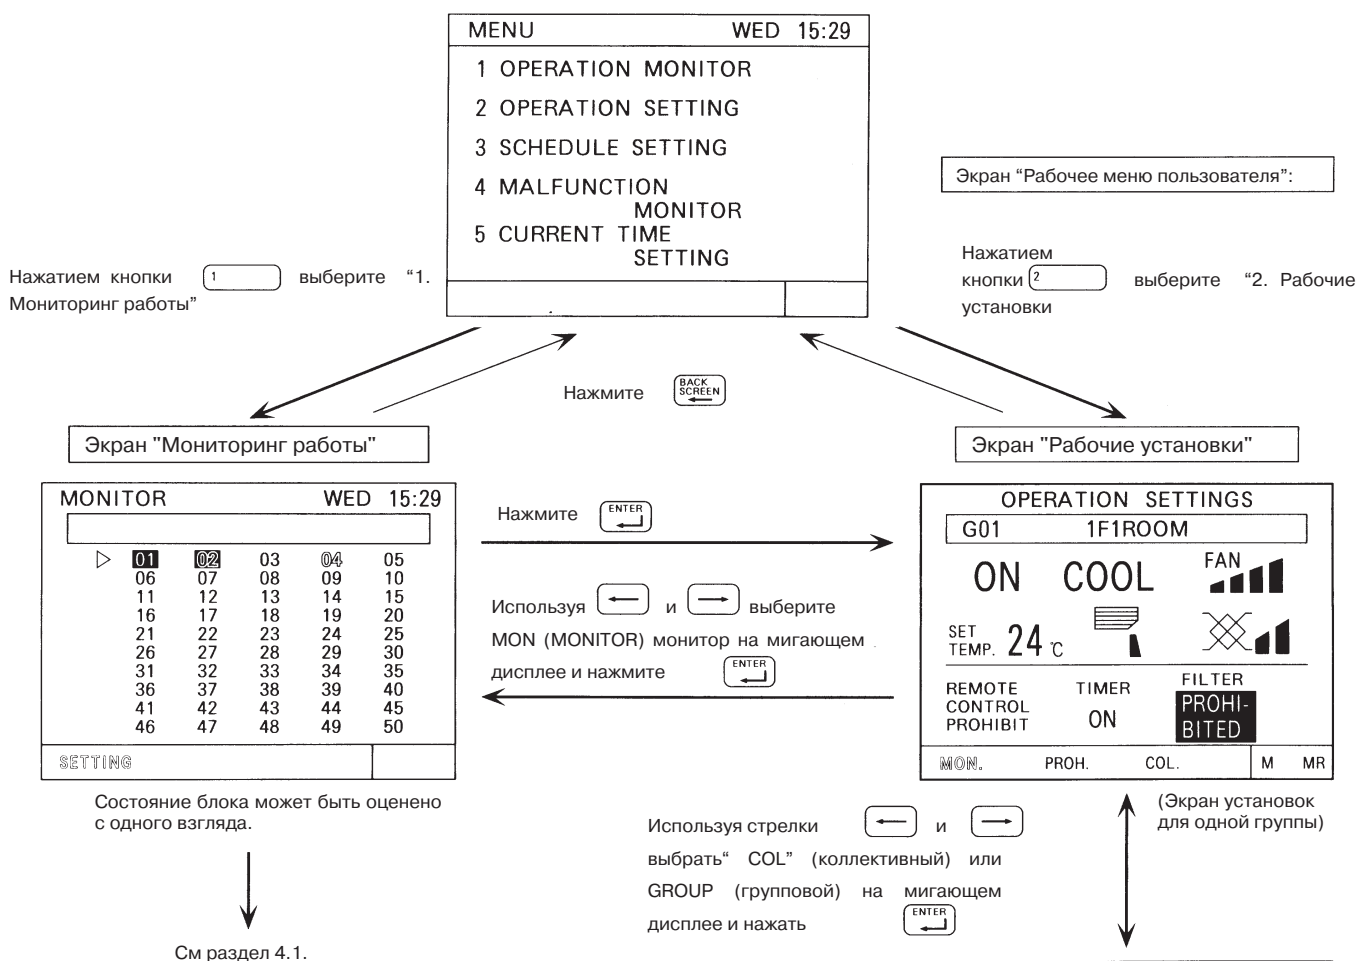 MENU WED 15:29
1 OPERATION MONITOR
2 OPERATION SETTING
3 SCHEDULE SETTING
4 MALFUNCTION
MONITOR
5 CURRENT TIME
SETTING
Экран “Рабочее меню пользователя”:
Нажатием кнопки 1 выберите “1.
Мониторинг работы”
Нажатием
кнопки 2 выберите “2. Рабочие
установки
Нажмите BACK SCREEN
Экран "Мониторинг работы"
Экран "Рабочие установки"
MONITOR WED 15:29
01 02 03 04 05
06 07 08 09 10
11 12 13 14 15
16 17 18 19 20
21 22 23 24 25
26 27 28 29 30
31 32 33 34 35
36 37 38 39 40
41 42 43 44 45
46 47 48 49 50
SETTING
Состояние блока может быть оценено
с одного взгляда.
См раздел 4.1.
Нажмите ENTER
Используя ← и → выберите
MON (MONITOR) монитор на мигающем
дисплее и нажмите ENTER
OPERATION SETTINGS
G01 1F1ROOM
ON COOL FAN
SET
TEMP. 24 °C
REMOTE
CONTROL
PROHIBIT
TIMER
ON
FILTER
PROHI-
BITED
MON. PROH. COL. M MR
(Экран установок
для одной группы)
Используя стрелки ← и →
выбрать“ COL” (коллективный) или
GROUP (групповой) на мигающем
дисплее и нажать ENTER